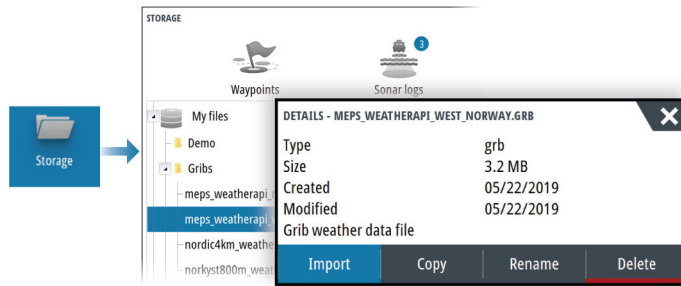 STORAGE
3
Waypoints
Sonar logs
My files
Demo
Gribs
meps_weatherapi_
meps_weatherapi_
nordic4km_weathe
norkyst800m_weat
Storage
DETAILS - MEPS_WEATHERAPI_WEST_NORWAY.GRB
X
Type grb
Size 3.2 MB
Created 05/22/2019
Modified 05/22/2019
Grib weather data file
Import Copy Rename Delete